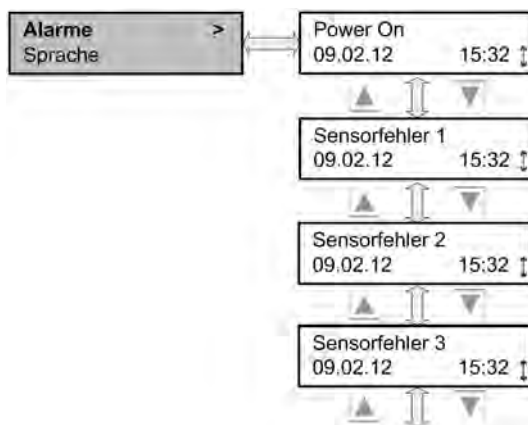 Alarme >
Sprache
Power On
09.02.12 15:32
Sensorfehler 1
09.02.12 15:32
Sensorfehler 2
09.02.12 15:32
Sensorfehler 3
09.02.12 15:32